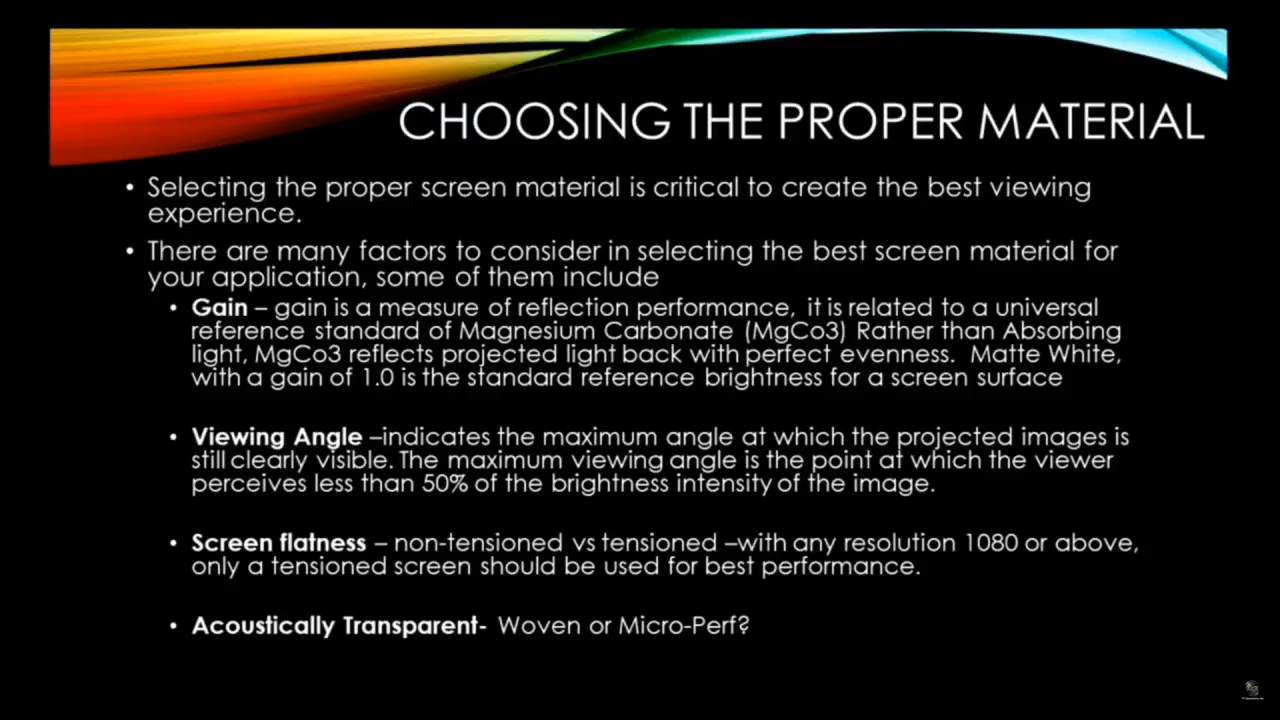 CHOOSING THE PROPER MATERIAL
• Selecting the proper screen material is critical to create the best viewing
experience.
• There are many factors to consider in selecting the best screen material for
your application, some of them include
• Gain – gain is a measure of reflection performance, it is related to a universal
reference standard of Magnesium Carbonate (MgCo3) Rather than Absorbing
light, MgCo3 reflects projected light back with perfect evenness. Matte White,
with a gain of 1.0 is the standard reference brightness for a screen surface
• Viewing Angle –indicates the maximum angle at which the projected images is
still clearly visible. The maximum viewing angle is the point at which the viewer
perceives less than 50% of the brightness intensity of the image.
• Screen flatness – non-tensioned vs tensioned –with any resolution 1080 or above,
only a tensioned screen should be used for best performance.
• Acoustically Transparent- Woven or Micro-Perf?